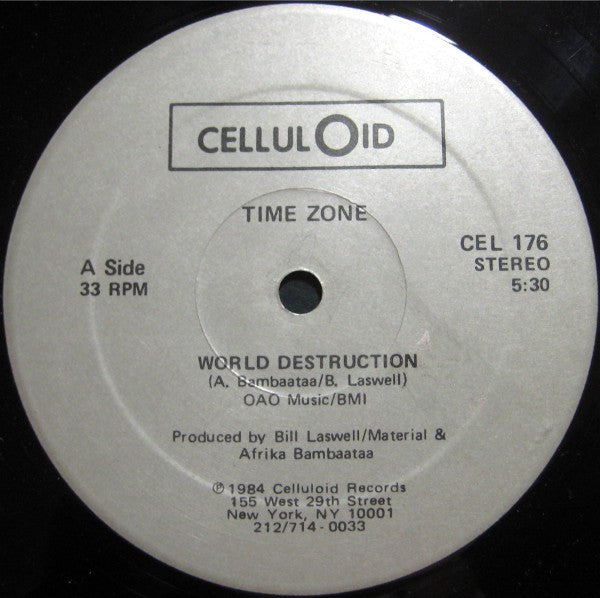 CELLULOID
TIME ZONE
A Side
33 RPM
CEL 176
STEREO
5:30
WORLD DESTRUCTION
(A. Bambaataa/B. Laswell)
OAO Music/BMI
Produced by Bill Laswell/Material &
Afrika Bambaataa
℗1984 Celluloid Records
155 West 29th Street
New York, NY 10001
212/714-0033